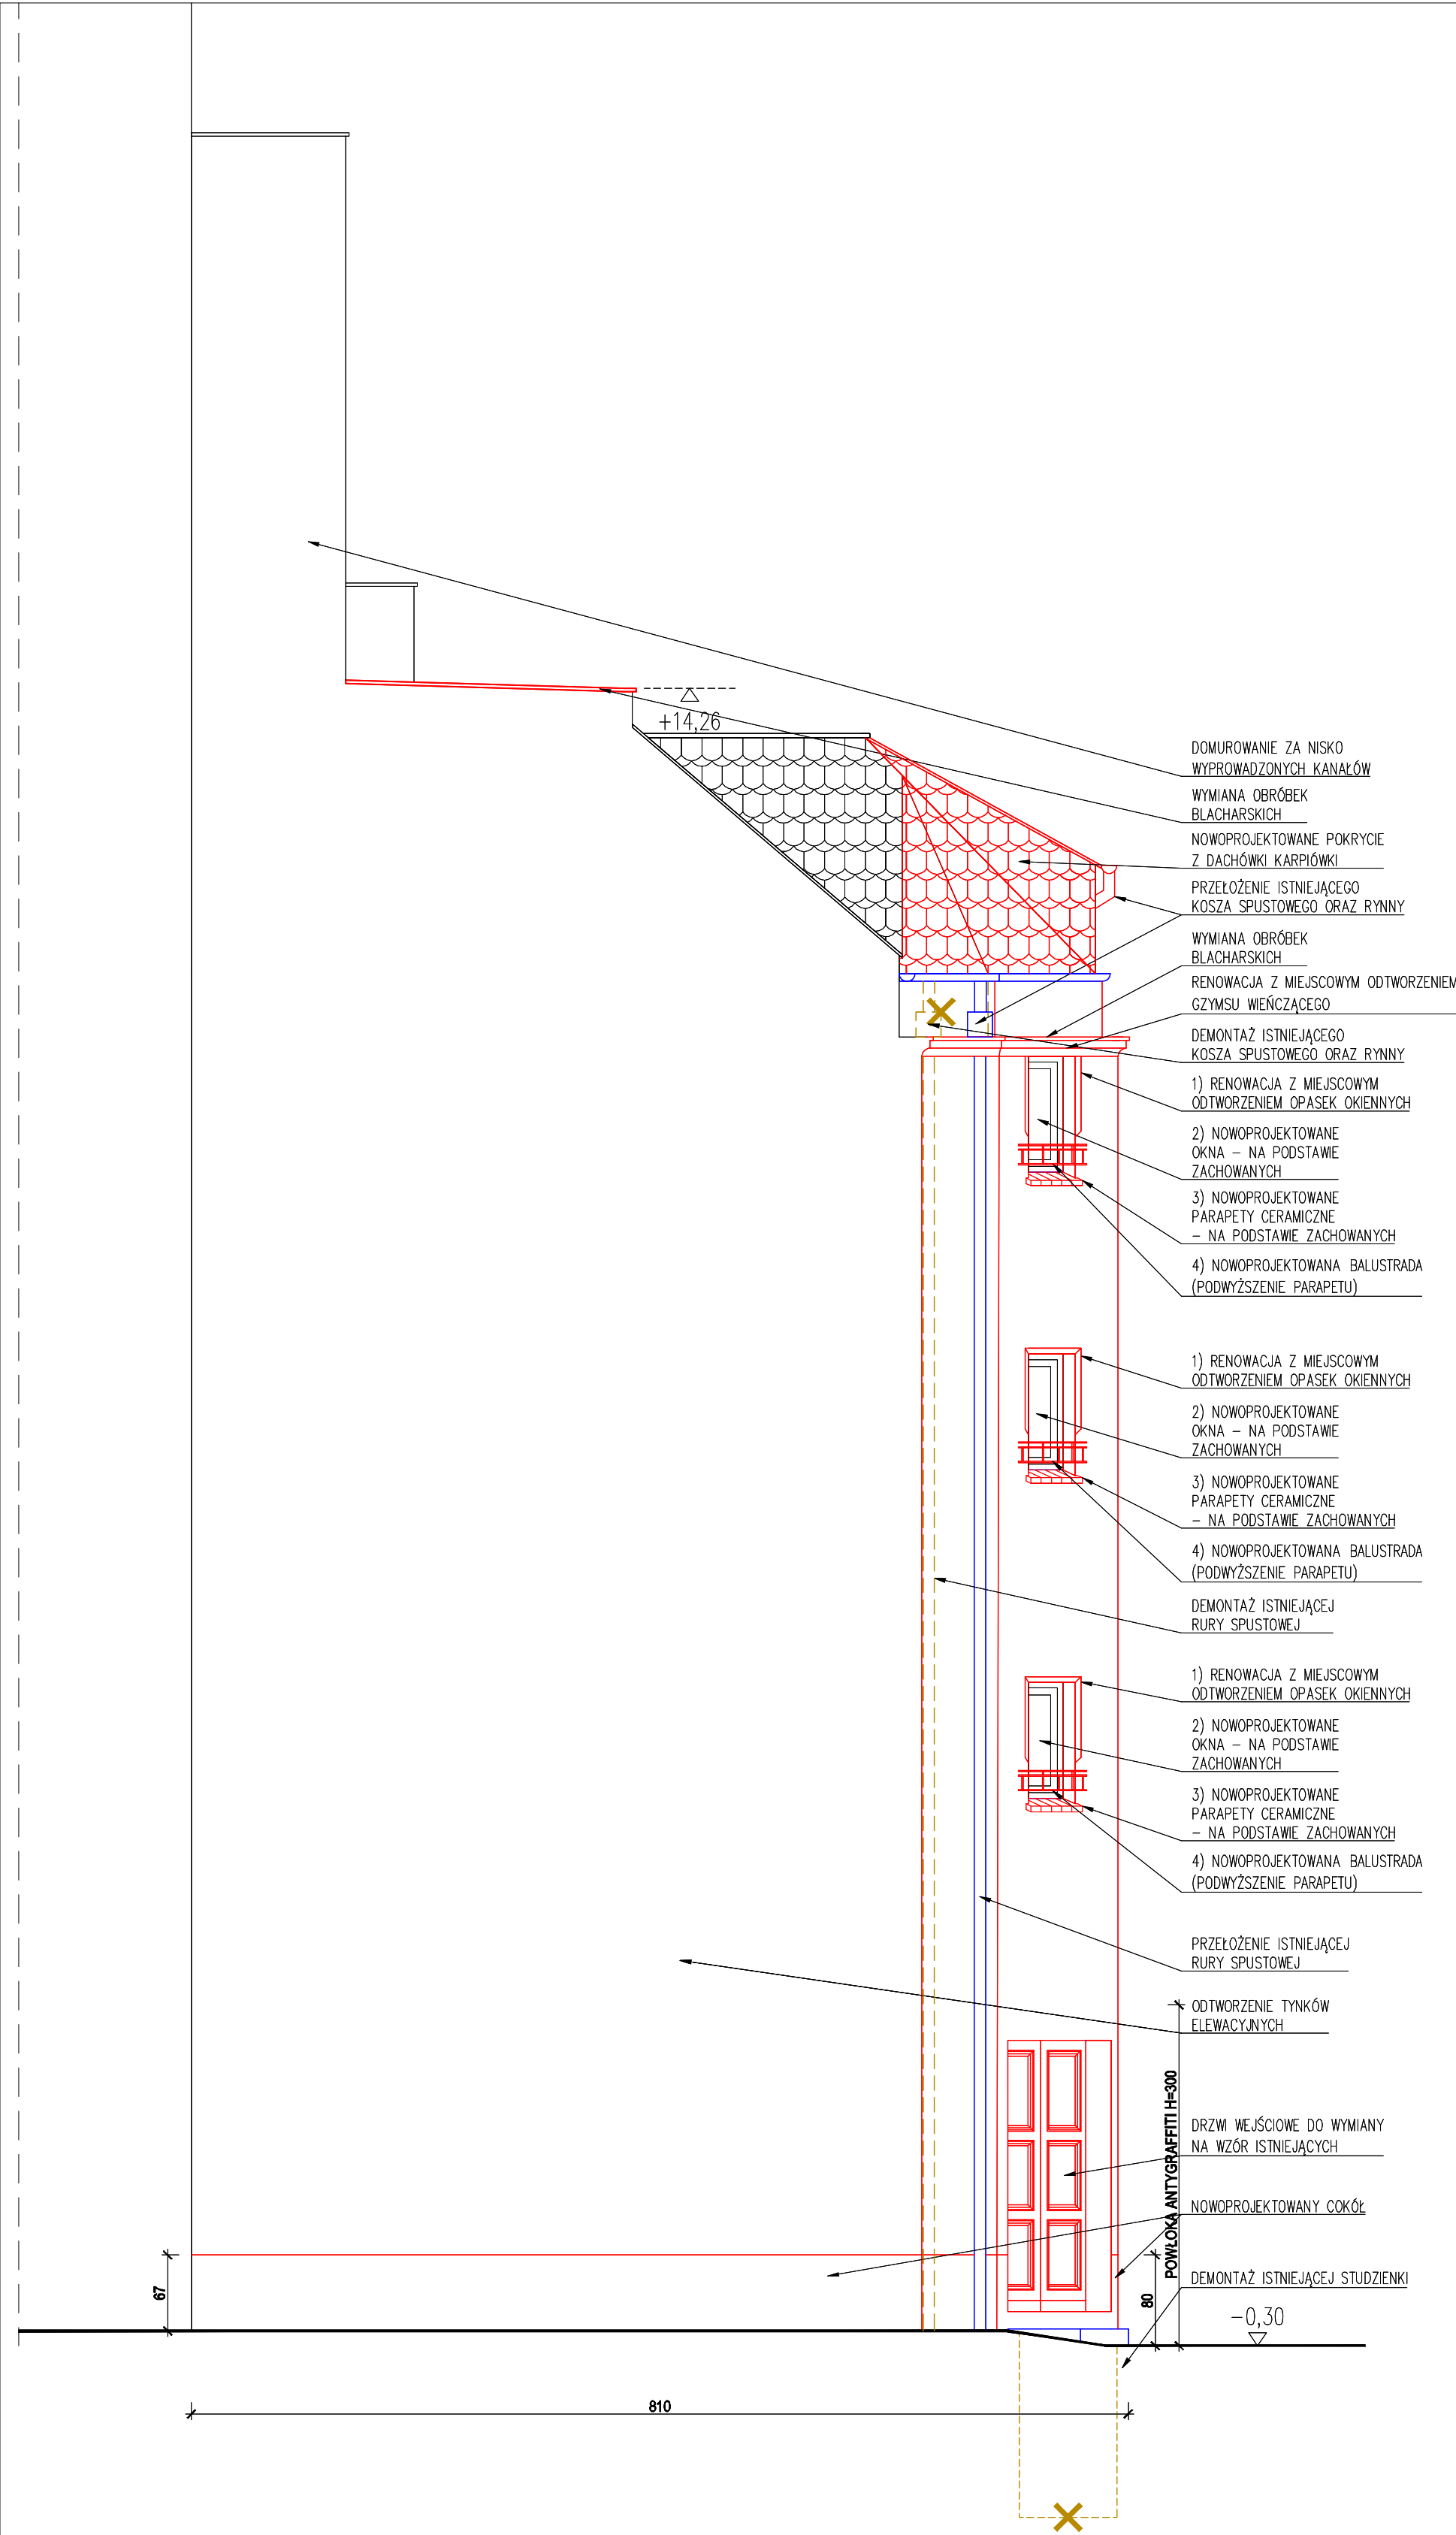 +14,26
DOMUROWANIE ZA NISKO
WYPROWADZONYCH KANAŁÓW
WYMIANA OBRÓBEK
BLACHARSKICH
NOWOPROJEKTOWANE POKRYCIE
Z DACHÓWKI KARPIÓWKI
PRZEŁOŻENIE ISTNIEJĄCEGO
KOSZA SPUSTOWEGO ORAZ RYNNY
WYMIANA OBRÓBEK
BLACHARSKICH
RENOWACJA Z MIEJSCOWYM ODTWORZENIEM
GZYMSU WIEŃCZĄCEGO
DEMONTAŻ ISTNIEJĄCEGO
KOSZA SPUSTOWEGO ORAZ RYNNY
1) RENOWACJA Z MIEJSCOWYM
ODTWORZENIEM OPASEK OKIENNYCH
2) NOWOPROJEKTOWANE
OKNA – NA PODSTAWIE
ZACHOWANYCH
3) NOWOPROJEKTOWANE
PARAPETY CERAMICZNE
– NA PODSTAWIE ZACHOWANYCH
4) NOWOPROJEKTOWANA BALUSTRADA
(PODWYŻSZENIE PARAPETU)
1) RENOWACJA Z MIEJSCOWYM
ODTWORZENIEM OPASEK OKIENNYCH
2) NOWOPROJEKTOWANE
OKNA – NA PODSTAWIE
ZACHOWANYCH
3) NOWOPROJEKTOWANE
PARAPETY CERAMICZNE
– NA PODSTAWIE ZACHOWANYCH
4) NOWOPROJEKTOWANA BALUSTRADA
(PODWYŻSZENIE PARAPETU)
DEMONTAŻ ISTNIEJĄCEJ
RURY SPUSTOWEJ
1) RENOWACJA Z MIEJSCOWYM
ODTWORZENIEM OPASEK OKIENNYCH
2) NOWOPROJEKTOWANE
OKNA – NA PODSTAWIE
ZACHOWANYCH
3) NOWOPROJEKTOWANE
PARAPETY CERAMICZNE
– NA PODSTAWIE ZACHOWANYCH
4) NOWOPROJEKTOWANA BALUSTRADA
(PODWYŻSZENIE PARAPETU)
PRZEŁOŻENIE ISTNIEJĄCEJ
RURY SPUSTOWEJ
ODTWORZENIE TYNKÓW
ELEWACYJNYCH
POWŁOKA ANTYGRAFFITI H=300
DRZWI WEJŚCIOWE DO WYMIANY
NA WZÓR ISTNIEJĄCYCH
NOWOPROJEKTOWANY COKÓŁ
DEMONTAŻ ISTNIEJĄCEJ STUDZIENKI
67
80
–0,30
810